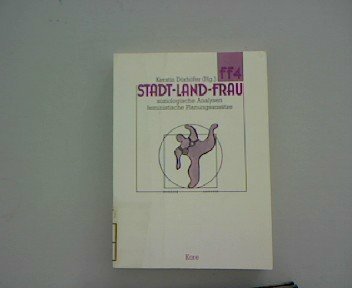 ff4
Kerstin Dörhöfer (Hg.)
STADT-LAND-FRAU
soziologische Analysen
feministische Planungsansätze
Kore